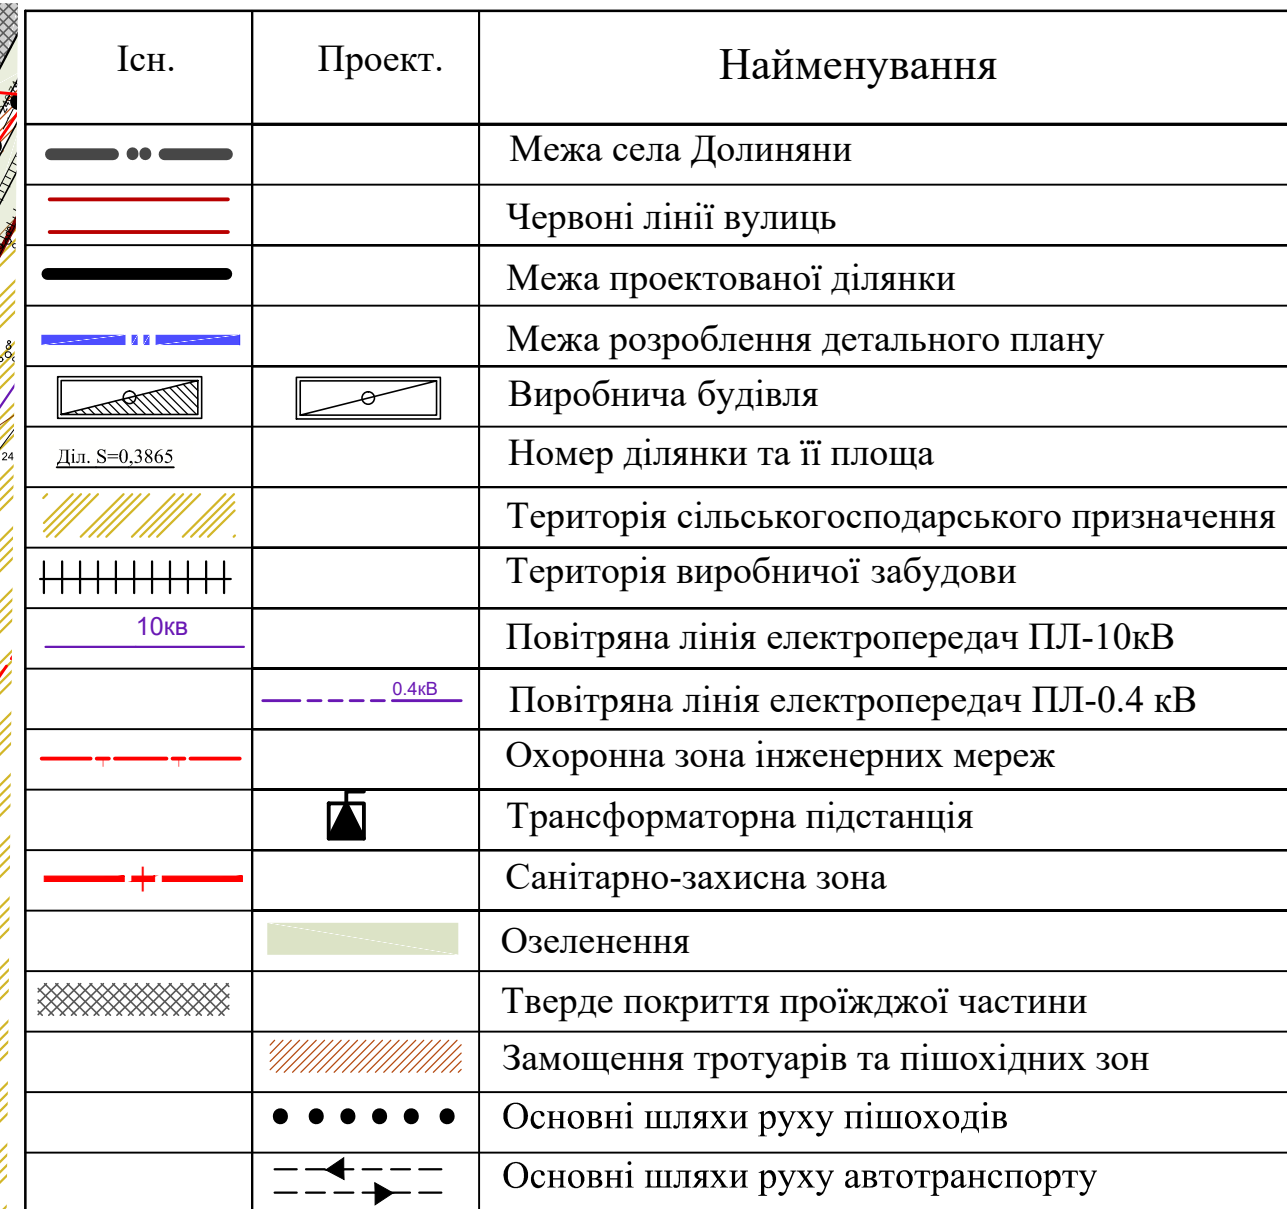 Існ. Проект. Найменування
Межа села Долиняни
Червоні лінії вулиць
Межа проектованої ділянки
Межа розроблення детального плану
Виробнича будівля
Діл. S=0,3865 Номер ділянки та її площа
Територія сільськогосподарського призначення
Територія виробничої забудови
10кв Повітряна лінія електропередач ПЛ-10кВ
0.4кВ Повітряна лінія електропередач ПЛ-0.4 кВ
Охоронна зона інженерних мереж
Трансформаторна підстанція
Санітарно-захисна зона
Озеленення
Тверде покриття проїжджої частини
Замощення тротуарів та пішохідних зон
Основні шляхи руху пішоходів
Основні шляхи руху автотранспорту
24